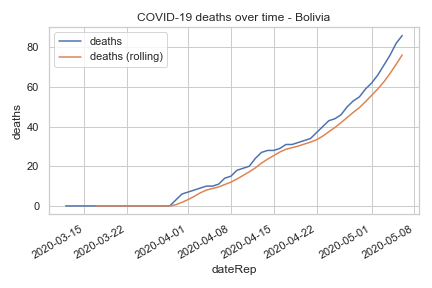 COVID-19 deaths over time - Bolivia
deaths
deaths (rolling)
deaths
80
60
40
20
0
2020-03-15
2020-03-22
2020-04-01
2020-04-08
2020-04-15
2020-04-22
2020-05-01
2020-05-08
dateRep